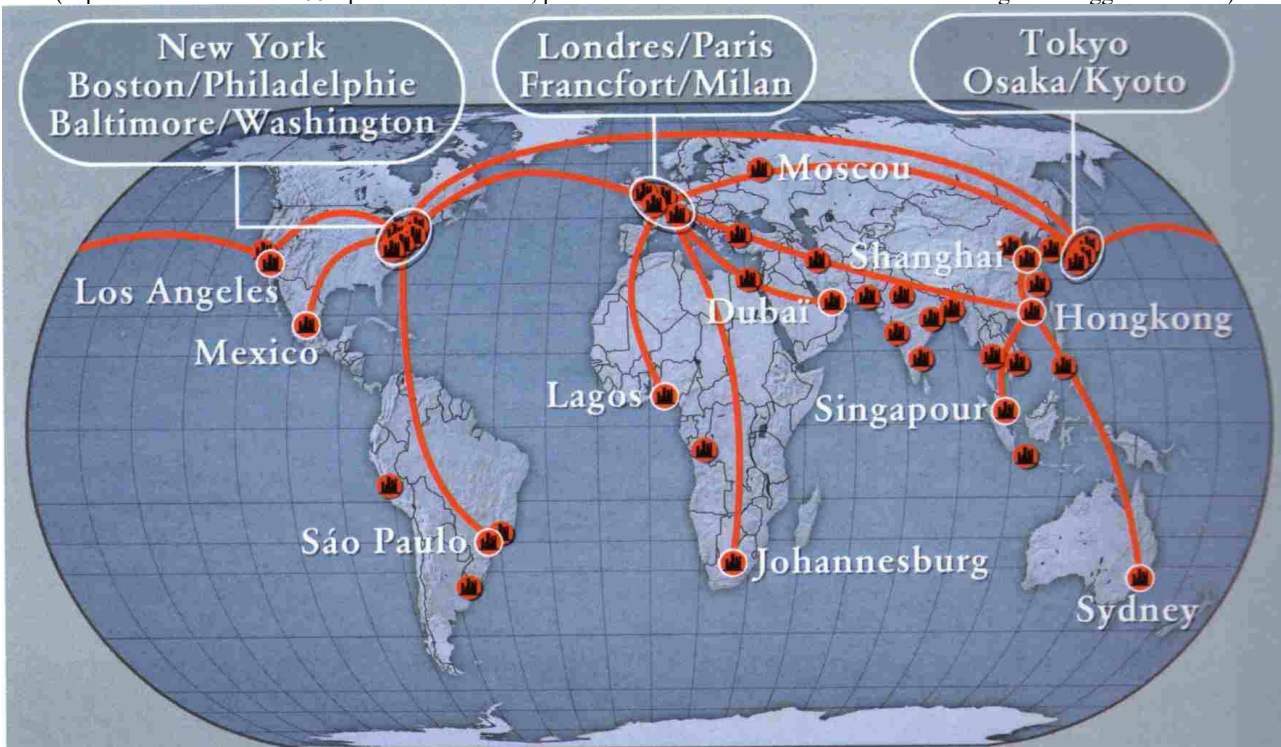 New York
Boston/Philadelphie
Baltimore/Washington
Londres/Paris
Francfort/Milan
Tokyo
Osaka/Kyoto
Moscou
Shanghai
Los Angeles
Dubaï
Hongkong
Mexico
Lagos
Singapour
Sáo Paulo
Johannesburg
Sydney